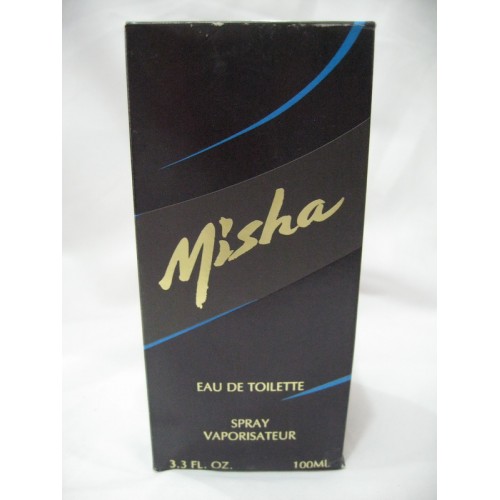 Misha
EAU DE TOILETTE
SPRAY
VAPORISATEUR
3.3 FL. OZ. 100ML